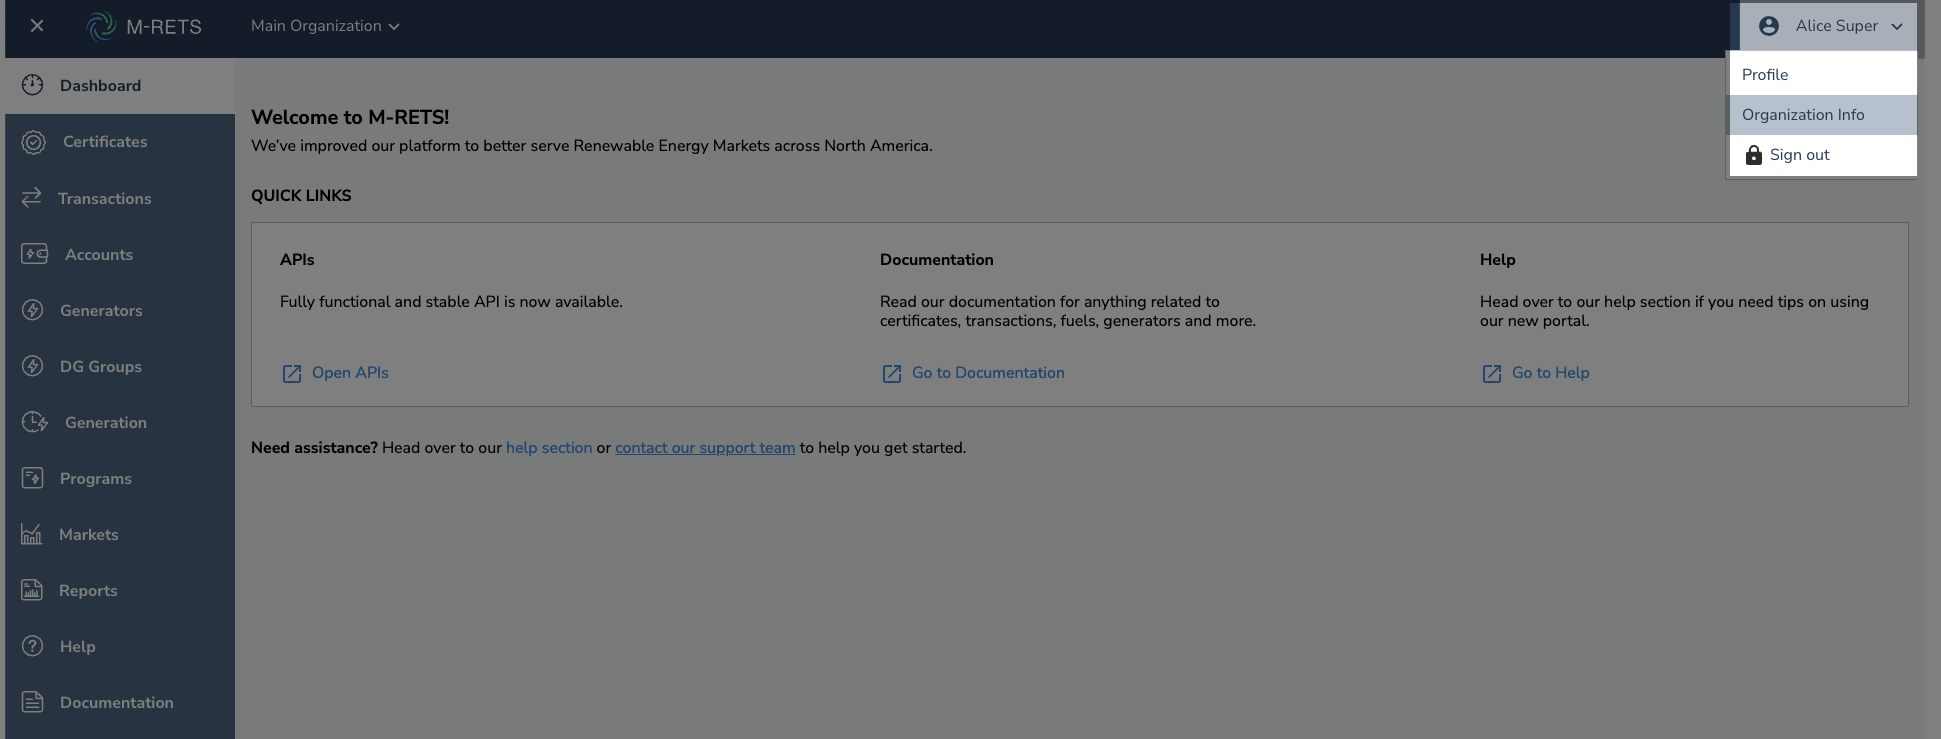 M-RETS
Main Organization
Alice Super
Profile
Organization Info
Sign out
Dashboard
Certificates
Transactions
Accounts
Generators
DG Groups
Generation
Programs
Markets
Reports
Help
Documentation
Welcome to M-RETS!
We've improved our platform to better serve Renewable Energy Markets across North America.
QUICK LINKS
APIs
Fully functional and stable API is now available.
Open APIs
Documentation
Read our documentation for anything related to
certificates, transactions, fuels, generators and more.
Go to Documentation
Help
Head over to our help section if you need tips on using
our new portal.
Go to Help
Need assistance? Head over to our help section or contact our support team to help you get started.